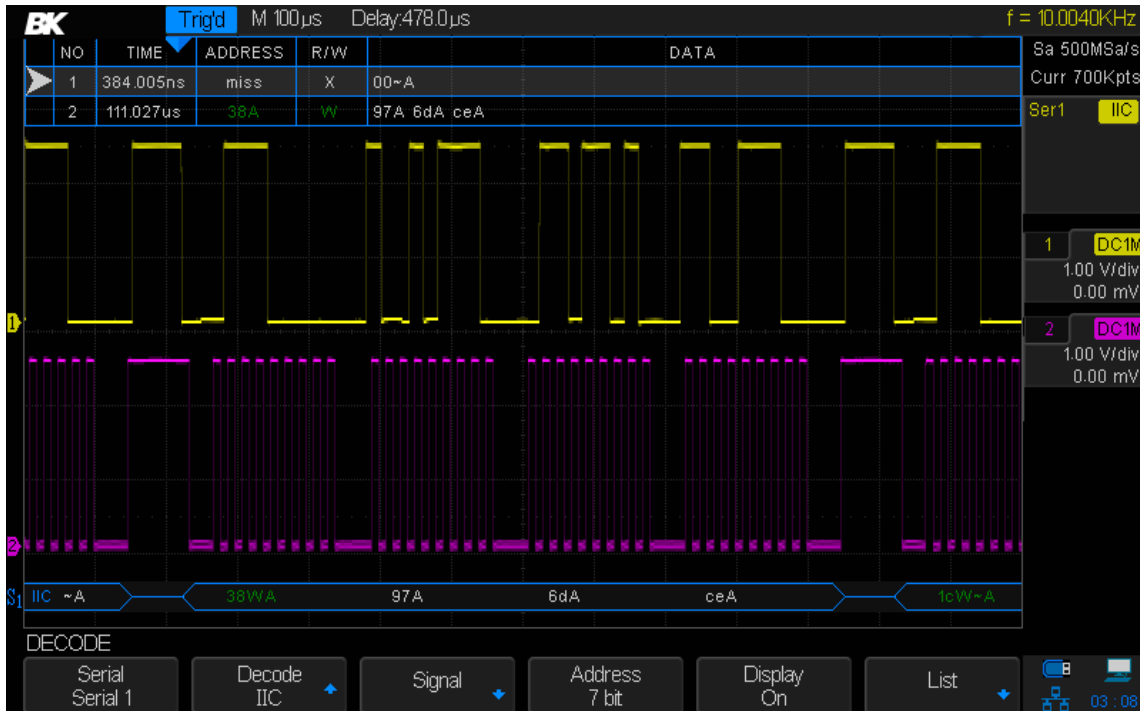 BK Trig'd M 100µs Delay:478.0µs f = 10.0040KHz
NO TIME ADDRESS R/W DATA
1 384.005ns miss X 00~A
2 111.027us 38A W 97A 6dA ceA
Sa 500MSa/s
Curr 700Kpts
Ser1 IIC
1 DC1M
1.00 V/div
0.00 mV
2 DC1M
1.00 V/div
0.00 mV
1
2
S1 IIC ~A 38WA 97A 6dA ceA 1cW~A
DECODE
Serial
Serial 1
Decode
IIC
Signal
Address
7 bit
Display
On
List
03:08